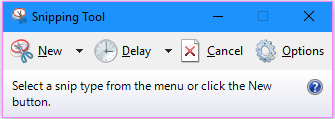 Snipping Tool
New Delay Cancel Options
Select a snip type from the menu or click the New
button.